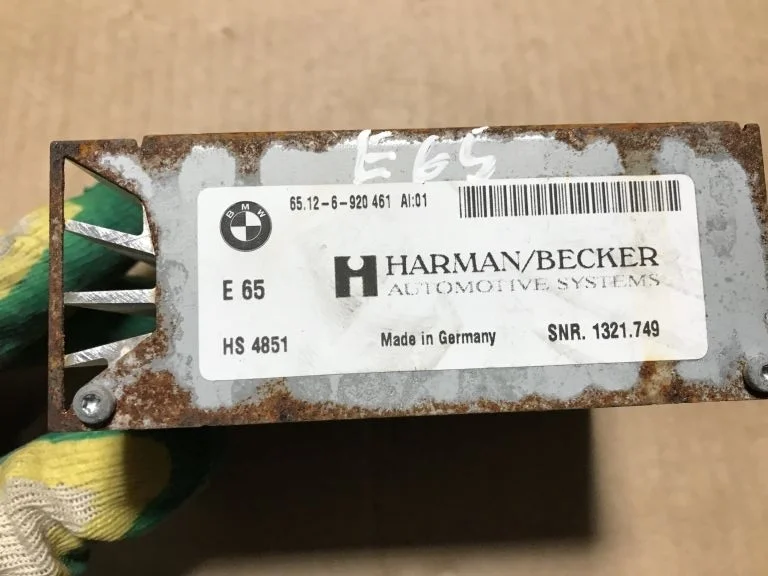 E65
BMW
65.12-6-920 461 AI:01
HARMAN/BECKER
AUTOMOTIVE SYSTEMS
E 65
HS 4851
Made in Germany
SNR. 1321.749